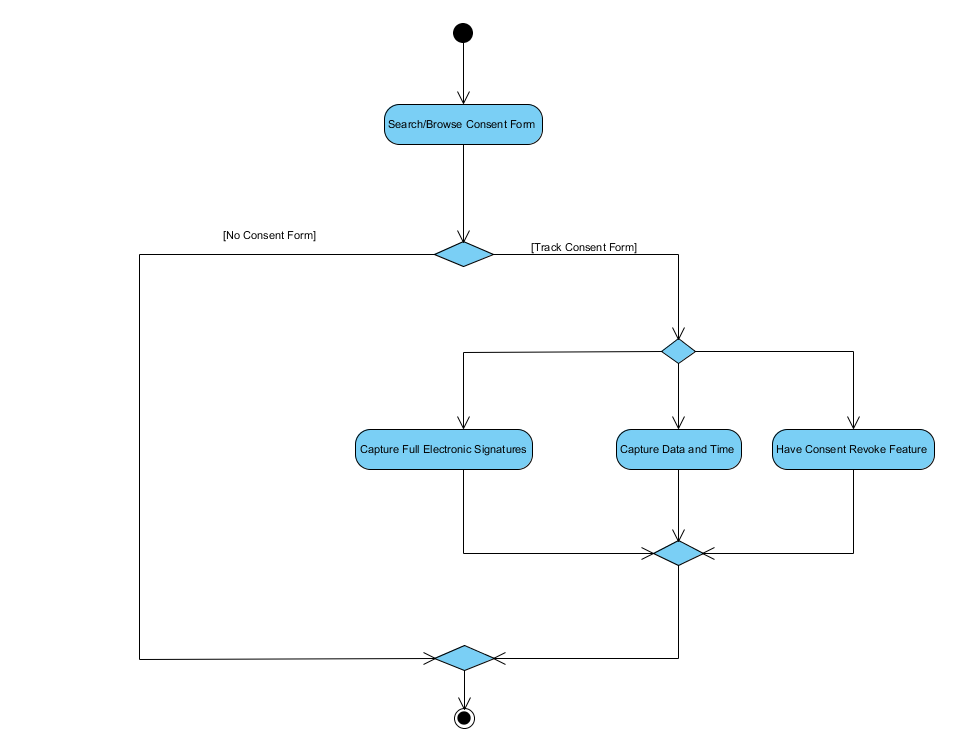 Search/Browse Consent Form
[No Consent Form]
[Track Consent Form]
Capture Full Electronic Signatures
Capture Data and Time
Have Consent Revoke Feature